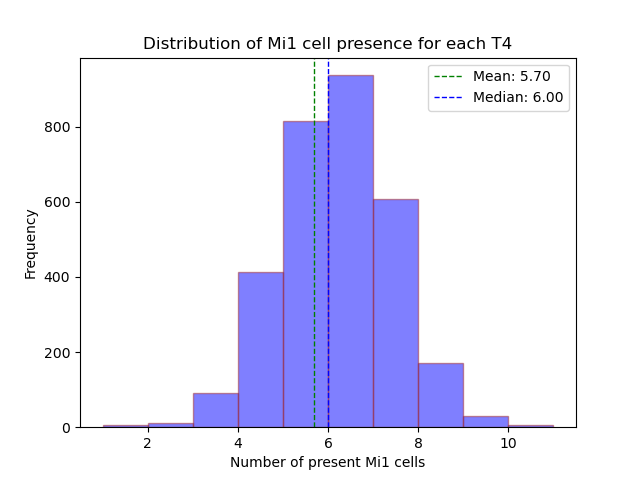 Distribution of Mi1 cell presence for each T4
Mean: 5.70
Median: 6.00
Frequency
800
600
400
200
0
2 4 6 8 10
Number of present Mi1 cells